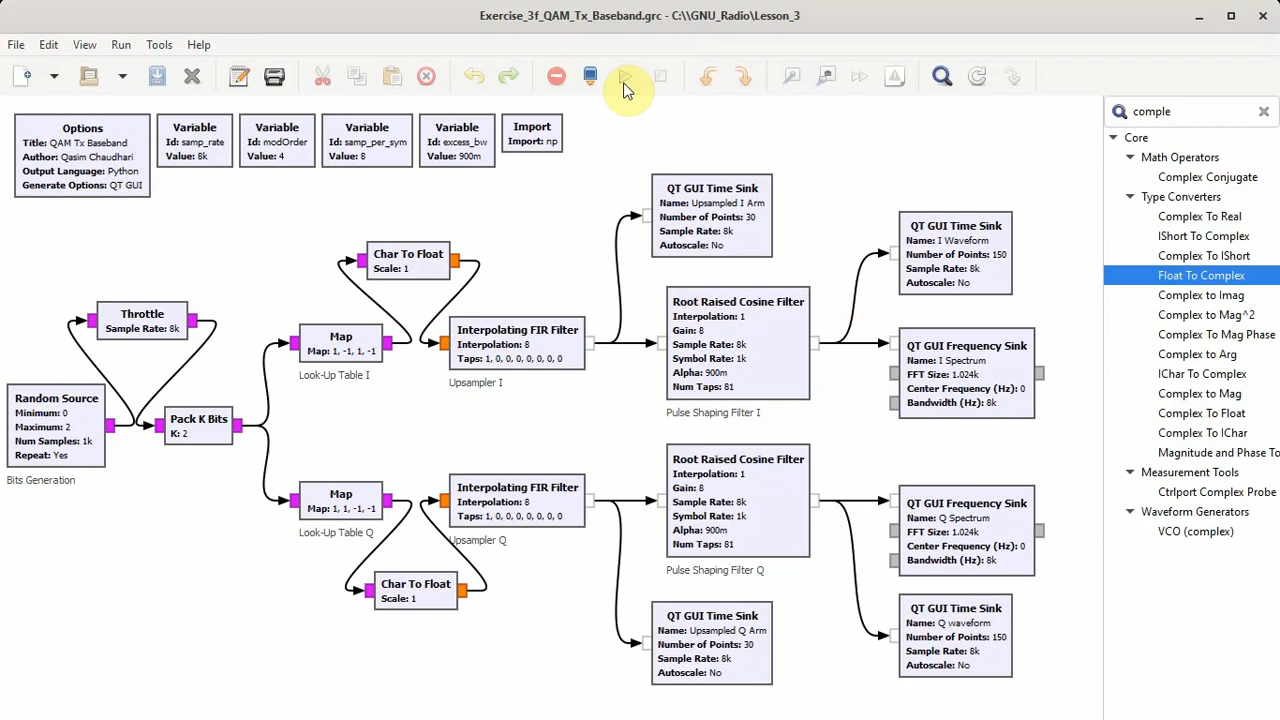 Exercise_3f_QAM_Tx_Baseband.grc - C:\\GNU_Radio\Lesson_3
File Edit View Run Tools Help
Options
Title: QAM Tx Baseband
Author: Qasim Chaudhari
Output Language: Python
Generate Options: QT GUI
Variable
Id: samp_rate
Value: 8k
Variable
Id: modOrder
Value: 4
Variable
Id: samp_per_sym
Value: 8
Variable
Id: excess_bw
Value: 900m
Import
Import: np
Throttle
Sample Rate: 8k
Random Source
Minimum: 0
Maximum: 2
Num Samples: 1k
Repeat: Yes
Bits Generation
Pack K Bits
K: 2
Char To Float
Scale: 1
Map
Map: 1, -1, 1, -1
Look-Up Table I
Interpolating FIR Filter
Interpolation: 8
Taps: 1, 0, 0, 0, 0, 0, 0, 0
Upsampler I
QT GUI Time Sink
Name: Upsampled I Arm
Number of Points: 30
Sample Rate: 8k
Autoscale: No
Root Raised Cosine Filter
Interpolation: 1
Gain: 8
Sample Rate: 8k
Symbol Rate: 1k
Alpha: 900m
Num Taps: 81
Pulse Shaping Filter I
QT GUI Time Sink
Name: I Waveform
Number of Points: 150
Sample Rate: 8k
Autoscale: No
QT GUI Frequency Sink
Name: I Spectrum
FFT Size: 1.024k
Center Frequency (Hz): 0
Bandwidth (Hz): 8k
Map
Map: 1, 1, -1, -1
Look-Up Table Q
Char To Float
Scale: 1
Interpolating FIR Filter
Interpolation: 8
Taps: 1, 0, 0, 0, 0, 0, 0, 0
Upsampler Q
Root Raised Cosine Filter
Interpolation: 1
Gain: 8
Sample Rate: 8k
Symbol Rate: 1k
Alpha: 900m
Num Taps: 81
Pulse Shaping Filter Q
QT GUI Time Sink
Name: Upsampled Q Arm
Number of Points: 30
Sample Rate: 8k
Autoscale: No
QT GUI Frequency Sink
Name: Q Spectrum
FFT Size: 1.024k
Center Frequency (Hz): 0
Bandwidth (Hz): 8k
QT GUI Time Sink
Name: Q waveform
Number of Points: 150
Sample Rate: 8k
Autoscale: No
comple
Core
Math Operators
Complex Conjugate
Type Converters
Complex To Real
IShort To Complex
Complex To IShort
Float To Complex
Complex to Imag
Complex to Mag^2
Complex To Mag Phase
Complex to Arg
IChar To Complex
Complex to Mag
Complex To Float
Complex To IChar
Magnitude and Phase To
Measurement Tools
Ctrlport Complex Probe
Waveform Generators
VCO (complex)